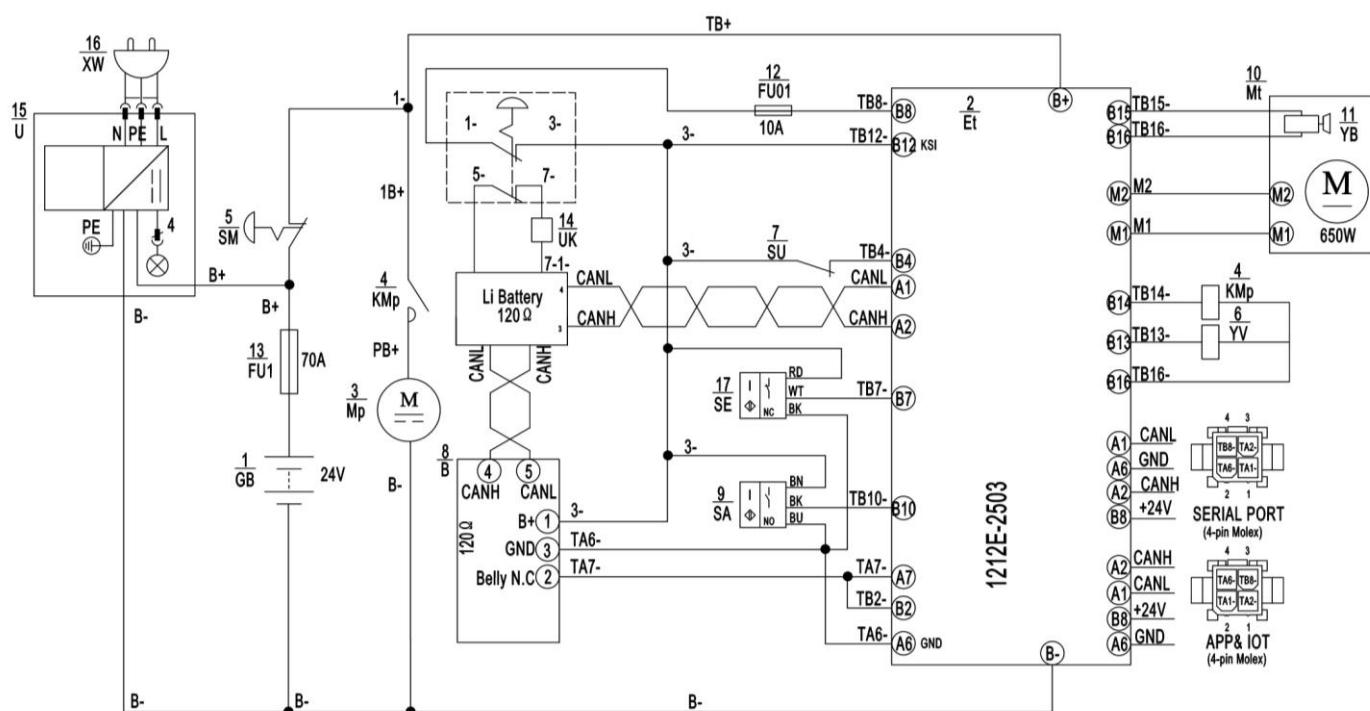 TB+
16
XW
15
U
N PE L
PE
4
B+
B-
5
SM
B+
13
FU1
70A
1
GB
24V
B-
B-
1-
1B+
4
KMp
PB+
3
Mp
M
B-
B-
1-
3-
5-
7-
14
UK
7-1-
Li Battery
120 Ω
4
3
CANL
CANH
CANL
CANH
8
B
4
5
CANH
CANL
120 Ω
B+ 1
GND 3
Belly N.C 2
3-
TA6-
TA7-
12
FU01
10A
3-
3-
7
SU
CANL
CANH
17
SE
I
NC
RD
WT
BK
3-
9
SA
I
NO
BN
BK
BU
TB8-
TB12-
TB4-
TB7-
TB10-
TA7-
TB2-
TA6-
2
Et
B+
B8
B12 KSI
B4
A1
A2
B7
B10
A7
B2
A6 GND
B-
1212E-2503
B15
B16
M2
M1
B14
B13
B16
TB15-
TB16-
M2
M1
10
Mt
11
YB
M2
M1
M
650W
TB14-
4
KMp
TB13-
6
YV
TB16-
A1 CANL
A6 GND
A2 CANH
B8 +24V
4 3
TB8- TA2-
TA6- TA1-
2 1
SERIAL PORT
(4-pin Molex)
A2 CANH
A1 CANL
B8 +24V
A6 GND
4 3
TA6- TB8-
TA1- TA2-
2 1
APP& IOT
(4-pin Molex)